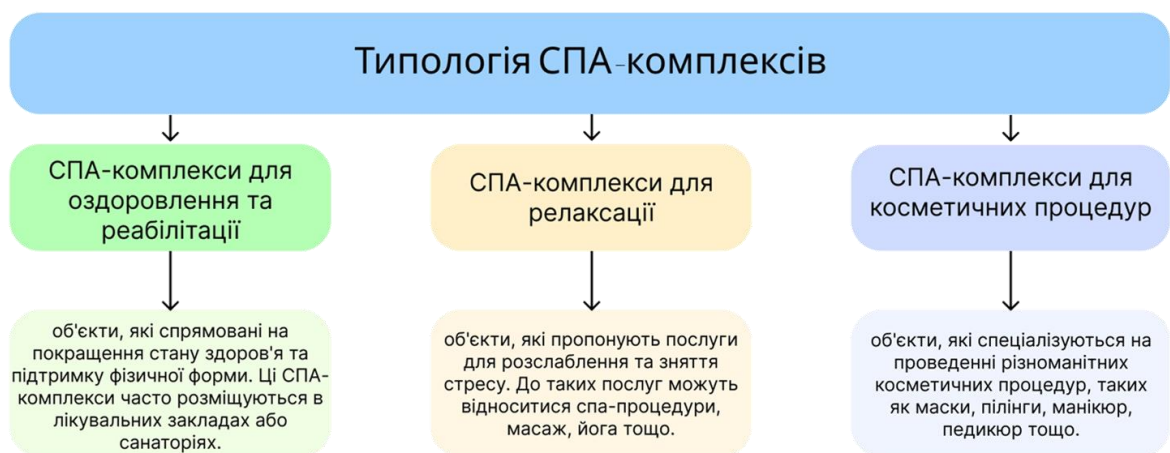 Типологія СПА-комплексів
СПА-комплекси для
оздоровлення та
реабілітації
об'єкти, які спрямовані на
покращення стану здоров'я та
підтримку фізичної форми. Ці СПА-
комплекси часто розміщуються в
лікувальних закладах або
санаторіях.
СПА-комплекси для
релаксації
об'єкти, які пропонують послуги
для розслаблення та зняття
стресу. До таких послуг можуть
відноситися спа-процедури,
масаж, йога тощо.
СПА-комплекси для
косметичних процедур
об'єкти, які спеціалізуються на
проведенні різноманітних
косметичних процедур, таких
як маски, пілінги, манікюр,
педикюр тощо.